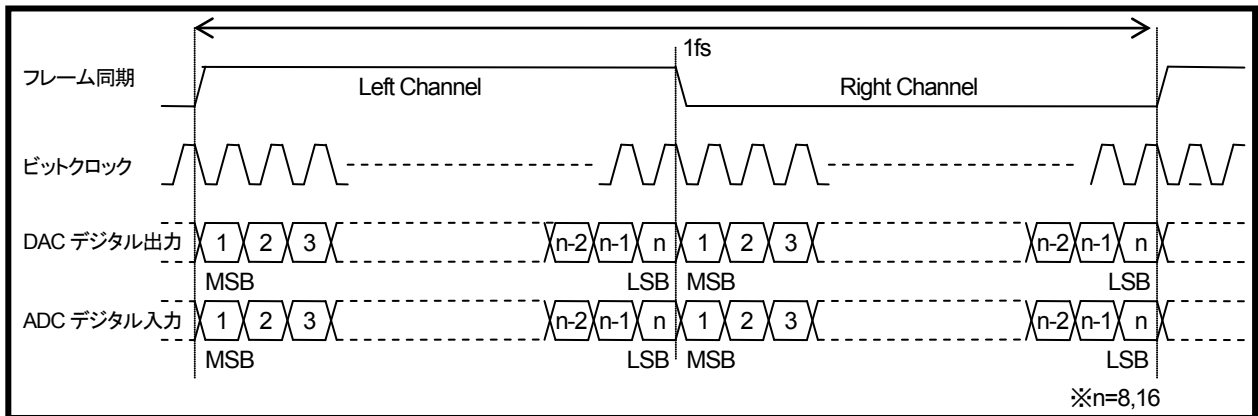 1fs
フレーム同期
Left Channel
Right Channel
ビットクロック
DAC デジタル出力
1 2 3 n-2 n-1 n 1 2 3 n-2 n-1 n
MSB LSB MSB LSB
ADC デジタル入力
1 2 3 n-2 n-1 n 1 2 3 n-2 n-1 n
MSB LSB MSB LSB
※n=8,16